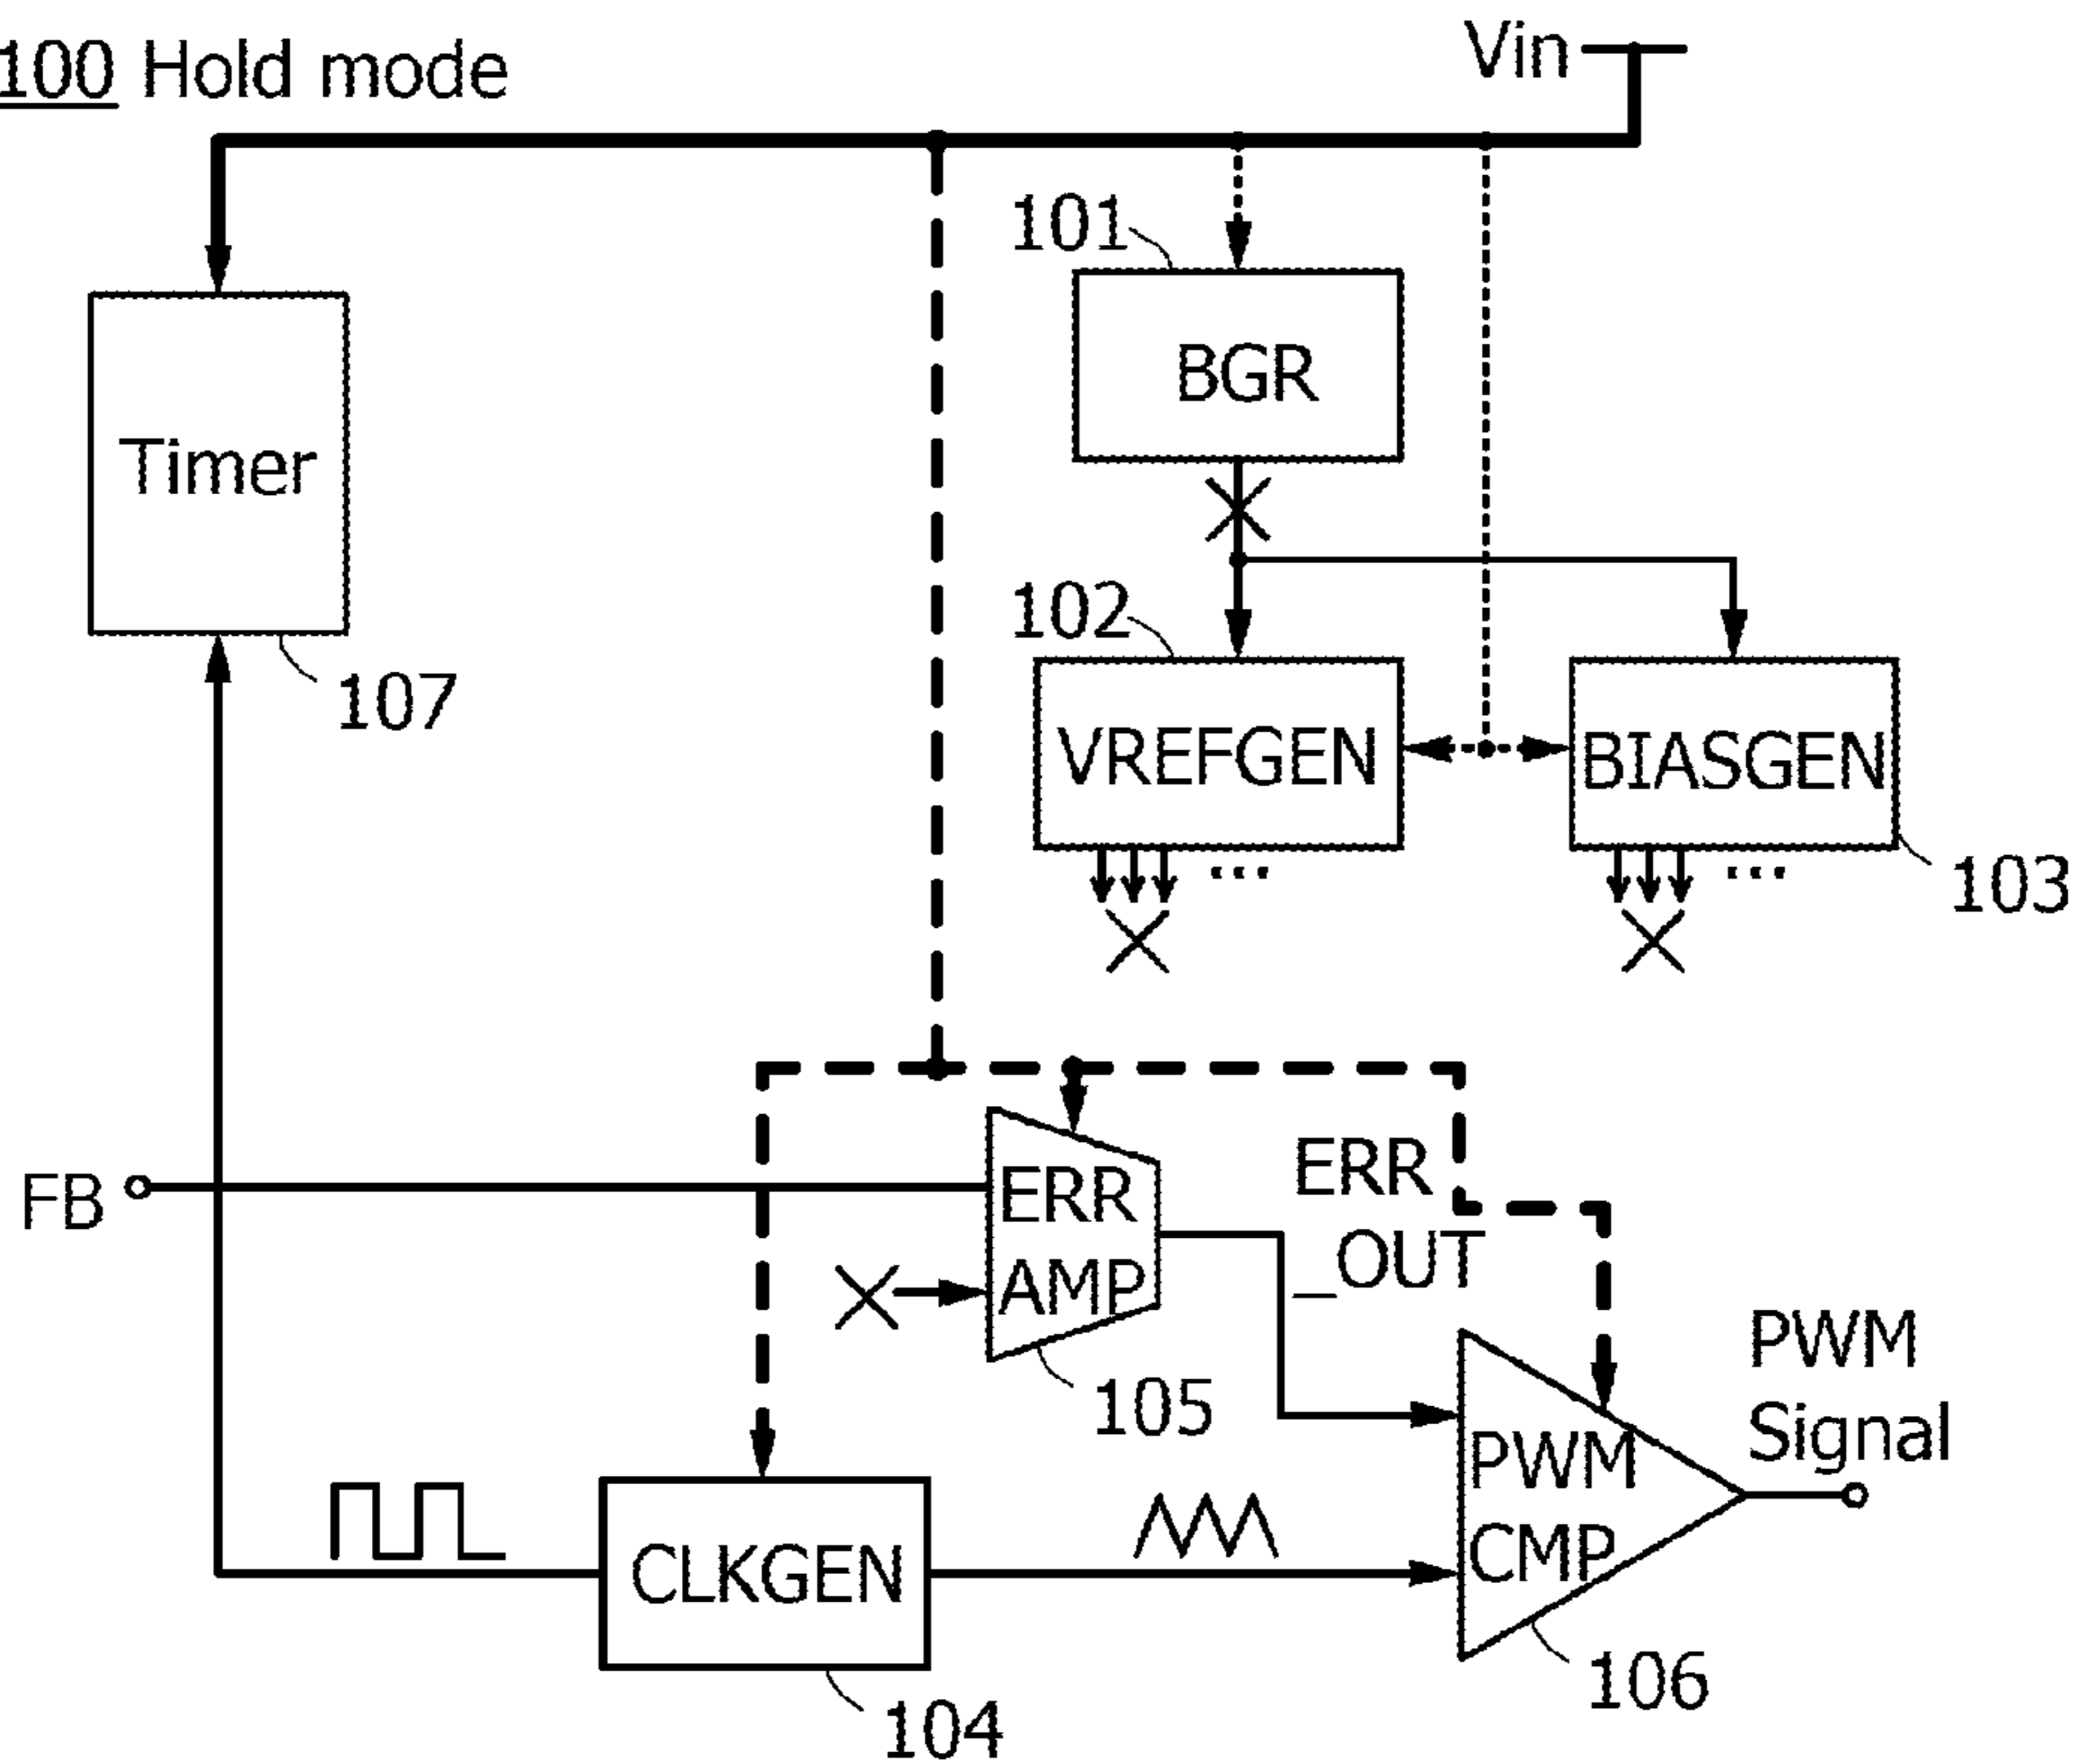 100 Hold mode
Vin
101
BGR
Timer
102
107
VREFGEN
BIASGEN
...
...
103
FB
ERR
AMP
ERR
_OUT
105
PWM
Signal
PWM
CMP
CLKGEN
106
104